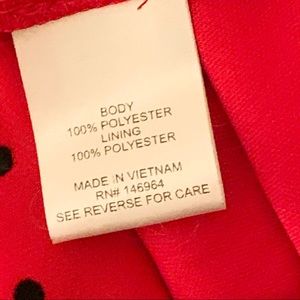 BODY
100% POLYESTER
LINING
100% POLYESTER
MADE IN VIETNAM
RN# 146964
SEE REVERSE FOR CARE